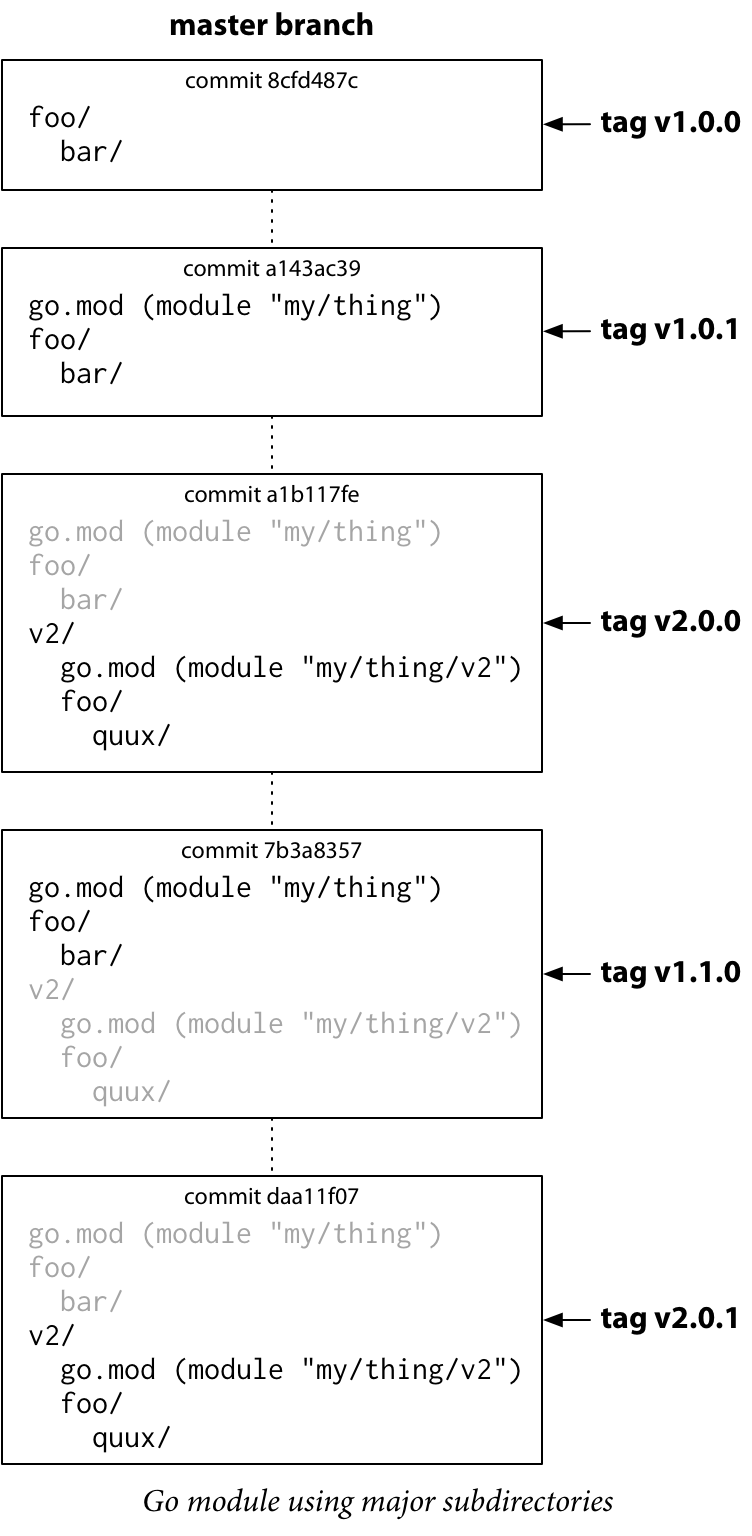 master branch
commit 8cfd487c
foo/
bar/
tag v1.0.0
commit a143ac39
go.mod (module "my/thing")
foo/
bar/
tag v1.0.1
commit a1b117fe
go.mod (module "my/thing")
foo/
bar/
v2/
go.mod (module "my/thing/v2")
foo/
quux/
tag v2.0.0
commit 7b3a8357
go.mod (module "my/thing")
foo/
bar/
v2/
go.mod (module "my/thing/v2")
foo/
quux/
tag v1.1.0
commit daa11f07
go.mod (module "my/thing")
foo/
bar/
v2/
go.mod (module "my/thing/v2")
foo/
quux/
tag v2.0.1
Go module using major subdirectories